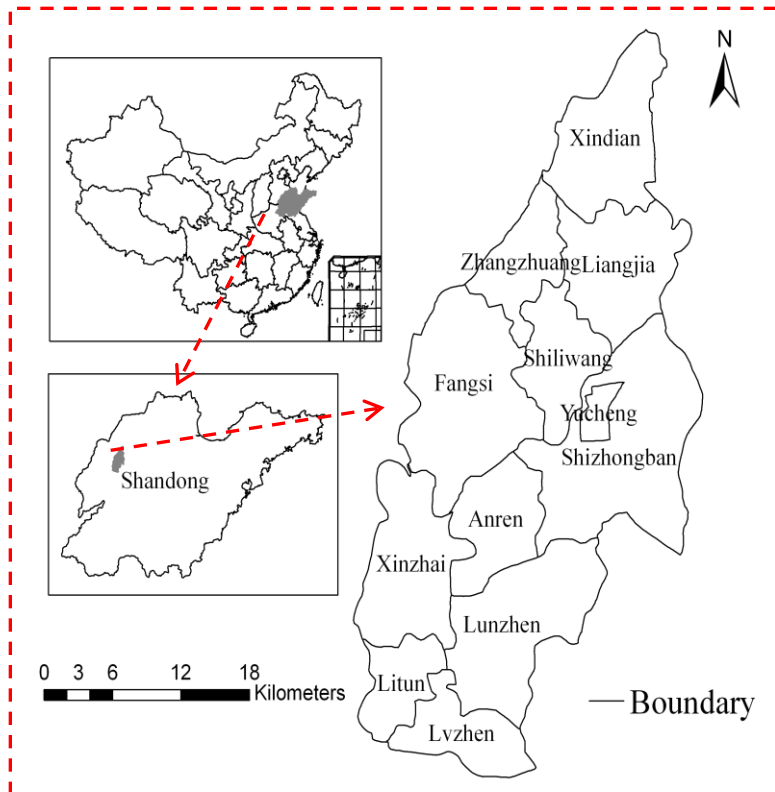 N
Xindian
Zhangzhuang
Liangjia
Shiliwang
Fangsi
Yucheng
Shizhongban
Shandong
Anren
Xinzhai
Lunzhen
Litun
Lvzhen
0 3 6 12 18
Kilometers
Boundary